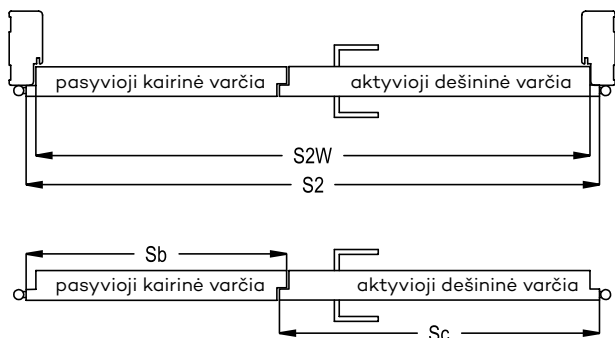 pasyvioji kairinė varčia aktyvioji dešininė varčia
S2W
S2
Sb
pasyvioji kairinė varčia aktyvioji dešininė varčia
Sc